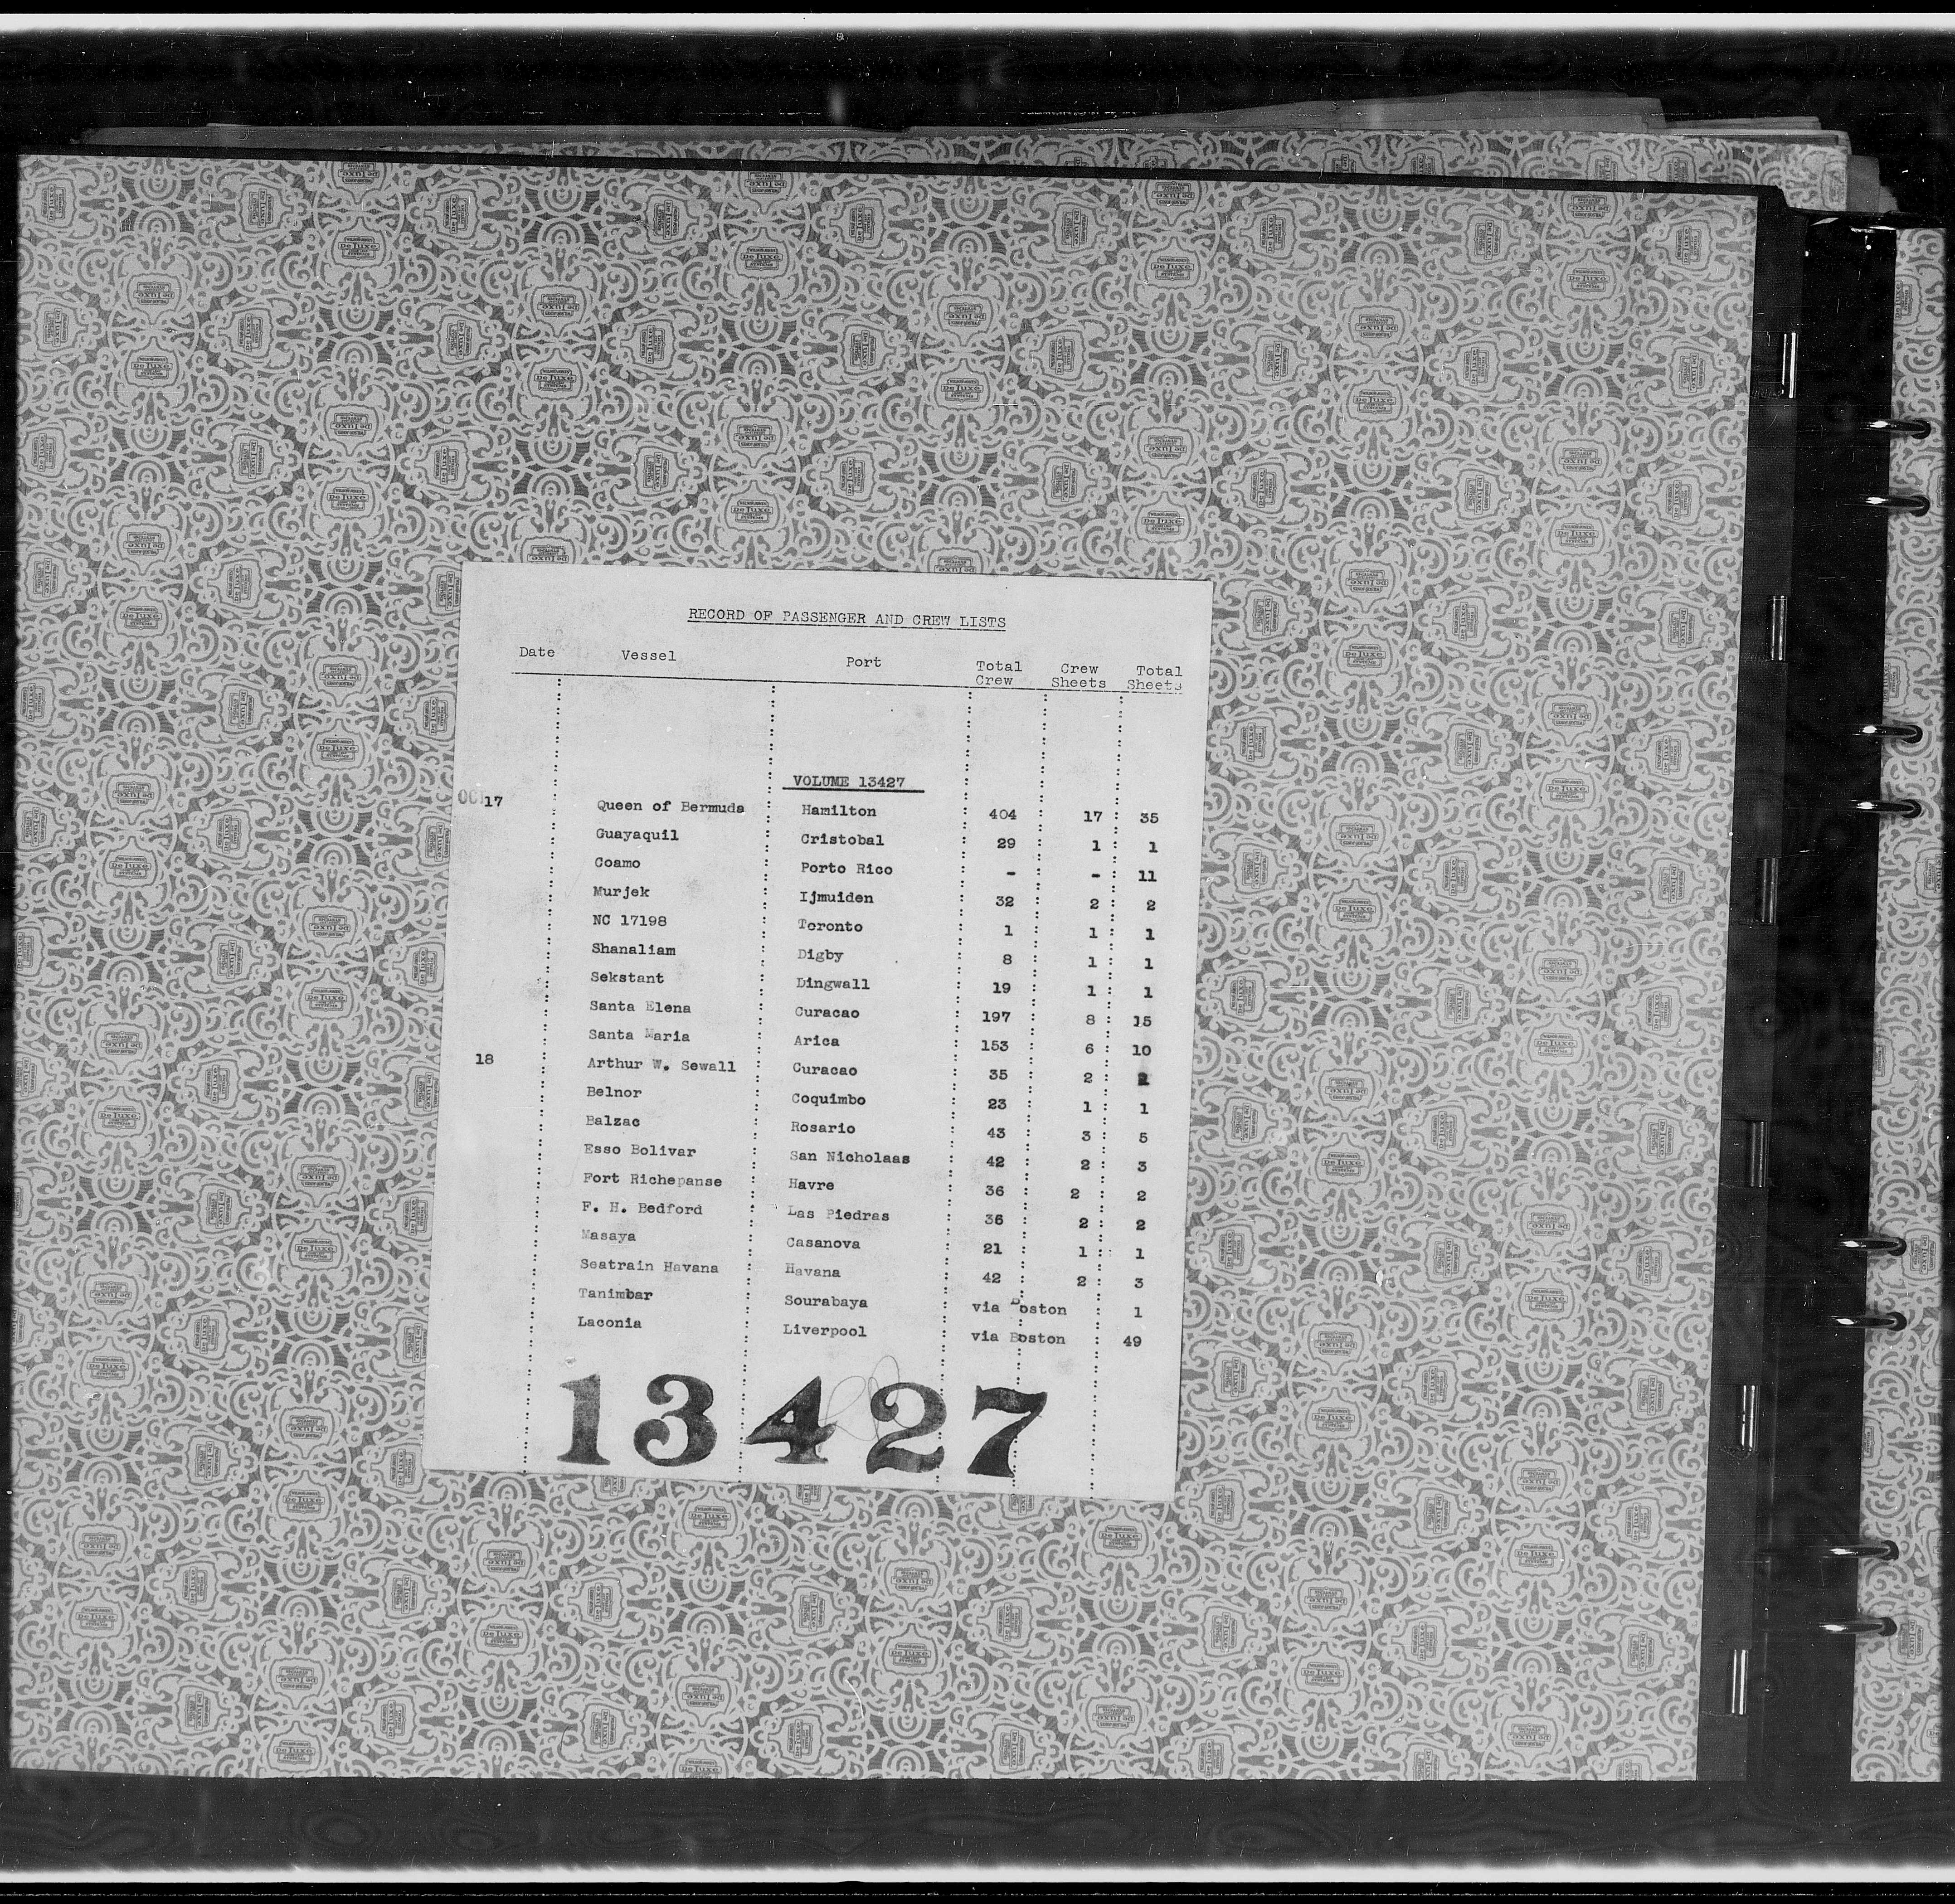 RECORD OF PASSENGER AND CREW LISTS
Date Vessel Port Total Crew Crew Sheets Total Sheets
VOLUME 13427
OCT 17 Queen of Bermuda Hamilton 404 17 35
Guayaquil Cristobal 29 1 1
Coamo Porto Rico - - 11
Murjek Ijmuiden 32 2 2
NC 17198 Toronto 1 1 1
Shanaliam Digby 8 1 1
Sekstant Dingwall 19 1 1
Santa Elena Curacao 197 8 15
Santa Maria Arica 153 6 10
18 Arthur W. Sewall Curacao 35 2 2
Belnor Coquimbo 23 1 1
Balzac Rosario 43 3 5
Esso Bolivar San Nicholaas 42 2 3
Fort Richepanse Havre 36 2 2
F. H. Bedford Las Piedras 36 2 2
Masaya Casanova 21 1 1
Seatrain Havana Havana 42 2 3
Tanimbar Sourabaya via Boston 1
Laconia Liverpool via Boston 49
13427
De Luxe